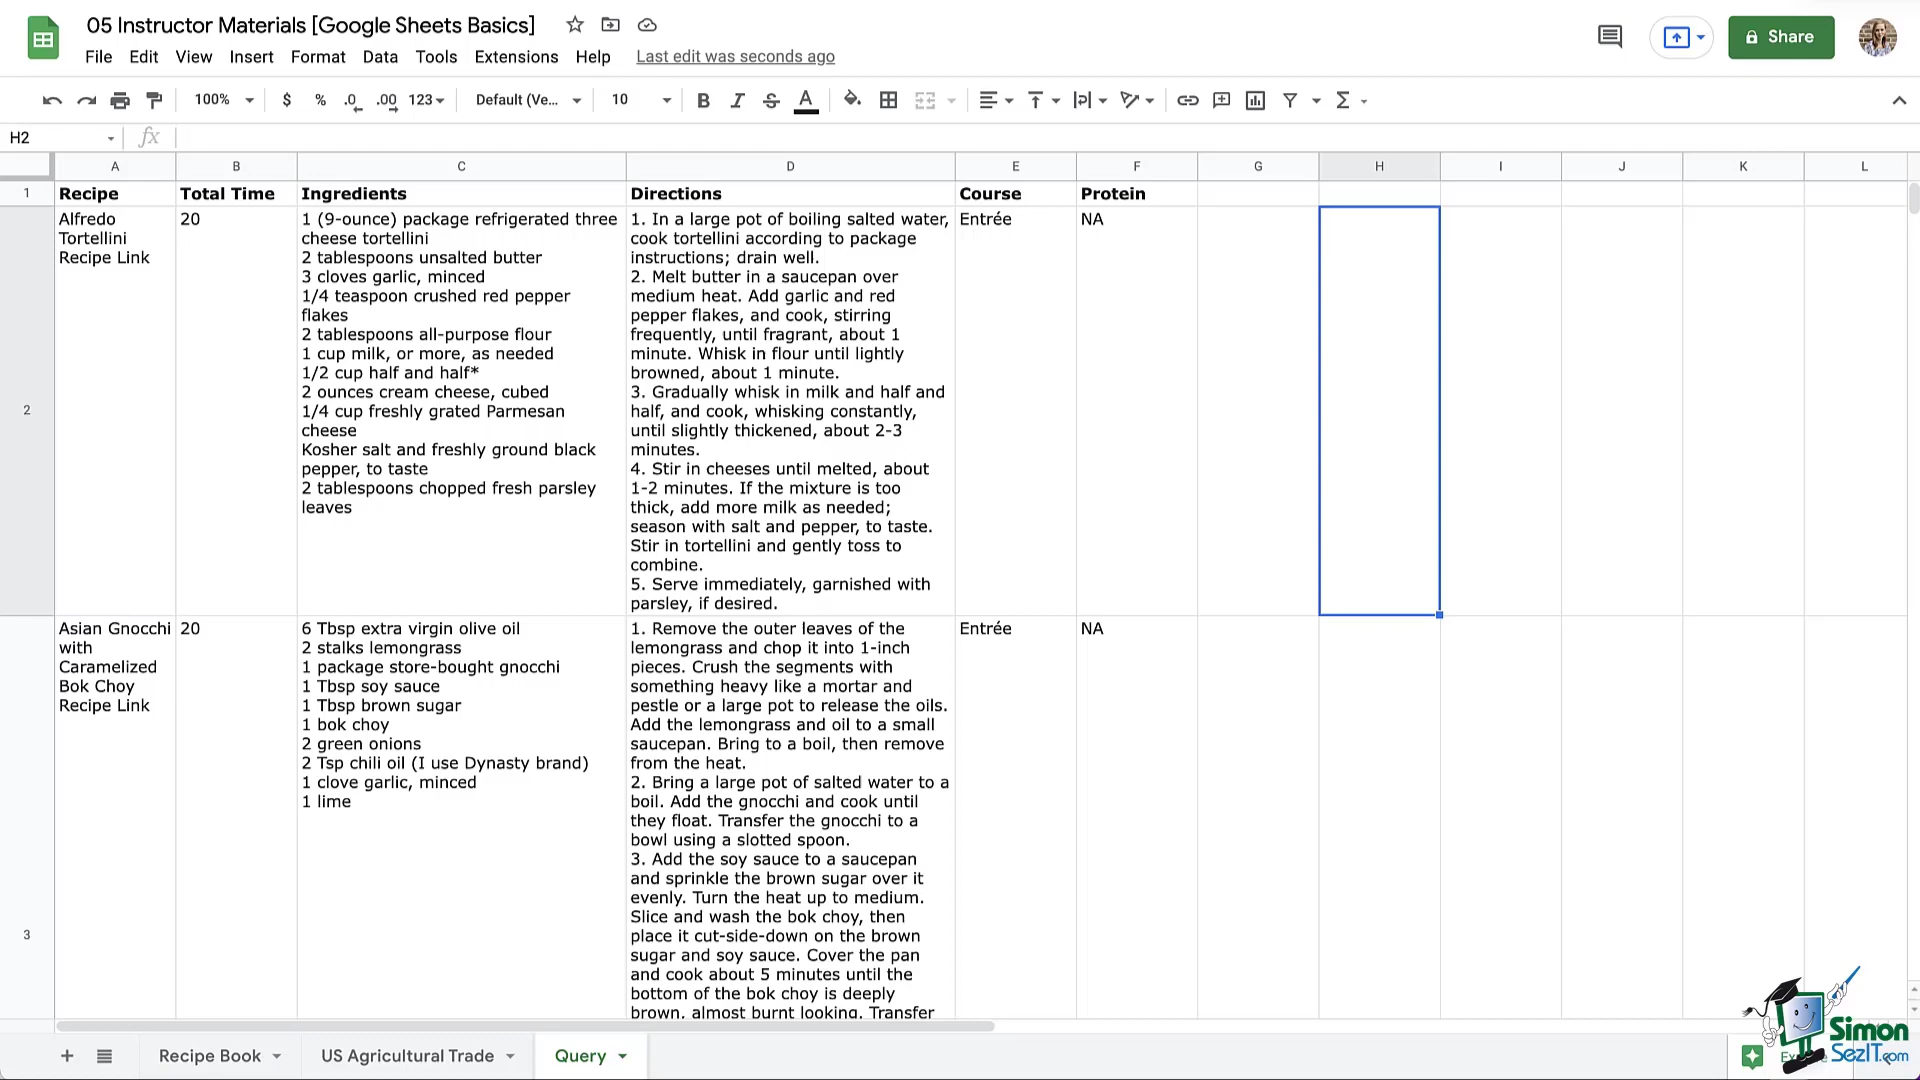 05 Instructor Materials [Google Sheets Basics]
File Edit View Insert Format Data Tools Extensions Help Last edit was seconds ago
Share
100% $ % .0 .00 123 Default (Ve... 10 B I S A Σ
H2 fx
A B C D E F G H I J K L
1 Recipe Total Time Ingredients Directions Course Protein
2
Alfredo
Tortellini
Recipe Link
20
1 (9-ounce) package refrigerated three
cheese tortellini
2 tablespoons unsalted butter
3 cloves garlic, minced
1/4 teaspoon crushed red pepper
flakes
2 tablespoons all-purpose flour
1 cup milk, or more, as needed
1/2 cup half and half*
2 ounces cream cheese, cubed
1/4 cup freshly grated Parmesan
cheese
Kosher salt and freshly ground black
pepper, to taste
2 tablespoons chopped fresh parsley
leaves
1. In a large pot of boiling salted water,
cook tortellini according to package
instructions; drain well.
2. Melt butter in a saucepan over
medium heat. Add garlic and red
pepper flakes, and cook, stirring
frequently, until fragrant, about 1
minute. Whisk in flour until lightly
browned, about 1 minute.
3. Gradually whisk in milk and half and
half, and cook, whisking constantly,
until slightly thickened, about 2-3
minutes.
4. Stir in cheeses until melted, about
1-2 minutes. If the mixture is too
thick, add more milk as needed;
season with salt and pepper, to taste.
Stir in tortellini and gently toss to
combine.
5. Serve immediately, garnished with
parsley, if desired.
Entrée
NA
3
Asian Gnocchi
with
Caramelized
Bok Choy
Recipe Link
20
6 Tbsp extra virgin olive oil
2 stalks lemongrass
1 package store-bought gnocchi
1 Tbsp soy sauce
1 Tbsp brown sugar
1 bok choy
2 green onions
2 Tsp chili oil (I use Dynasty brand)
1 clove garlic, minced
1 lime
1. Remove the outer leaves of the
lemongrass and chop it into 1-inch
pieces. Crush the segments with
something heavy like a mortar and
pestle or a large pot to release the oils.
Add the lemongrass and oil to a small
saucepan. Bring to a boil, then remove
from the heat.
2. Bring a large pot of salted water to a
boil. Add the gnocchi and cook until
they float. Transfer the gnocchi to a
bowl using a slotted spoon.
3. Add the soy sauce to a saucepan
and sprinkle the brown sugar over it
evenly. Turn the heat up to medium.
Slice and wash the bok choy, then
place it cut-side-down on the brown
sugar and soy sauce. Cover the pan
and cook about 5 minutes until the
bottom of the bok choy is deeply
brown, almost burnt looking. Transfer
Entrée
NA
Recipe Book US Agricultural Trade Query
Simon
SezIT.com